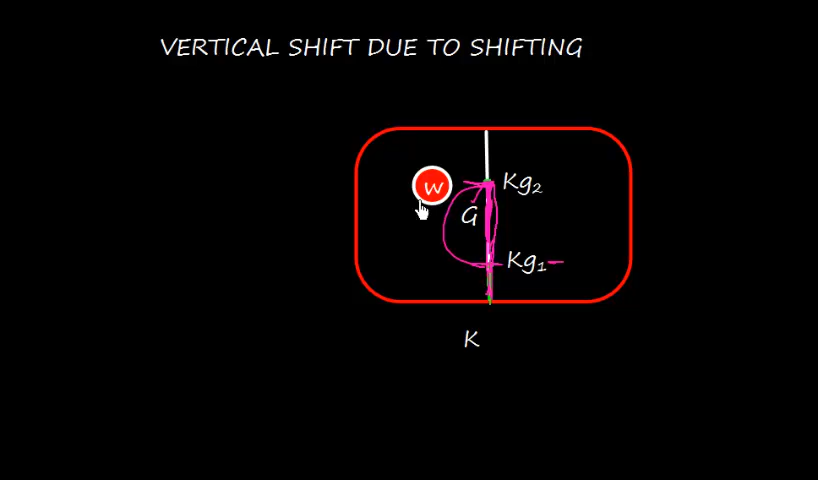 VERTICAL SHIFT DUE TO SHIFTING
W
Kg2
G
Kg1
K